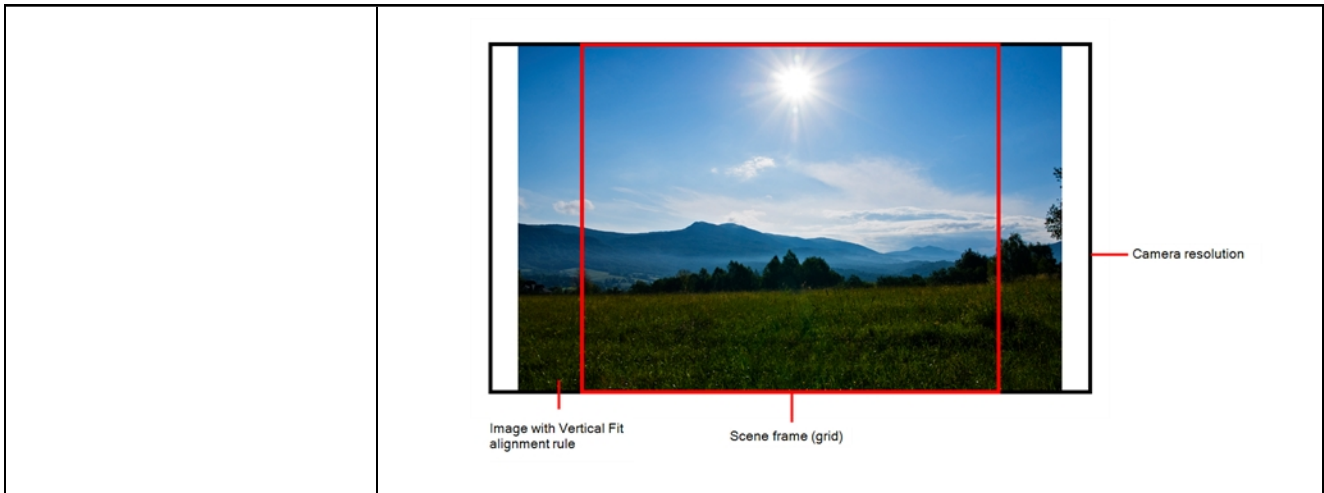 Camera resolution
Image with Vertical Fit
alignment rule
Scene frame (grid)